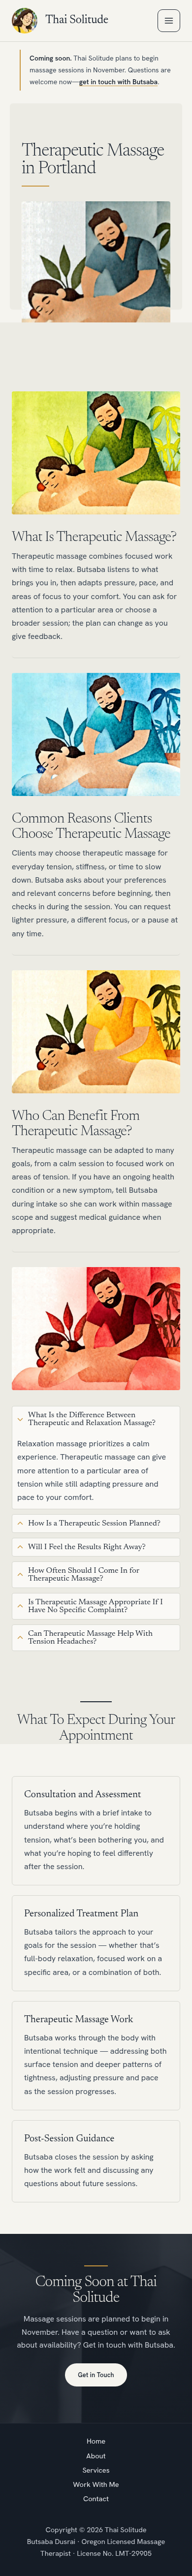 Thai Solitude
Coming soon. Thai Solitude plans to begin
massage sessions in November. Questions are
welcome now—get in touch with Butsaba.
Therapeutic Massage
in Portland
What Is Therapeutic Massage?
Therapeutic massage combines focused work
with time to relax. Butsaba listens to what
brings you in, then adapts pressure, pace, and
areas of focus to your comfort. You can ask for
attention to a particular area or choose a
broader session; the plan can change as you
give feedback.
Common Reasons Clients
Choose Therapeutic Massage
Clients may choose therapeutic massage for
everyday tension, stiffness, or time to slow
down. Butsaba asks about your preferences
and relevant concerns before beginning, then
checks in during the session. You can request
lighter pressure, a different focus, or a pause at
any time.
Who Can Benefit From
Therapeutic Massage?
Therapeutic massage can be adapted to many
goals, from a calm session to focused work on
areas of tension. If you have an ongoing health
condition or a new symptom, tell Butsaba
during intake so she can work within massage
scope and suggest medical guidance when
appropriate.
What Is the Difference Between
Therapeutic and Relaxation Massage?
Relaxation massage prioritizes a calm
experience. Therapeutic massage can give
more attention to a particular area of
tension while still adapting pressure and
pace to your comfort.
How Is a Therapeutic Session Planned?
Will I Feel the Results Right Away?
How Often Should I Come In for
Therapeutic Massage?
Is Therapeutic Massage Appropriate If I
Have No Specific Complaint?
Can Therapeutic Massage Help With
Tension Headaches?
What To Expect During Your
Appointment
Consultation and Assessment
Butsaba begins with a brief intake to
understand where you're holding
tension, what's been bothering you, and
what you're hoping to feel differently
after the session.
Personalized Treatment Plan
Butsaba tailors the approach to your
goals for the session — whether that's
full-body relaxation, focused work on a
specific area, or a combination of both.
Therapeutic Massage Work
Butsaba works through the body with
intentional technique — addressing both
surface tension and deeper patterns of
tightness, adjusting pressure and pace
as the session progresses.
Post-Session Guidance
Butsaba closes the session by asking
how the work felt and discussing any
questions about future sessions.
Coming Soon at Thai
Solitude
Massage sessions are planned to begin in
November. Have a question or want to ask
about availability? Get in touch with Butsaba.
Get in Touch
Home
About
Services
Work With Me
Contact
Copyright © 2026 Thai Solitude
Butsaba Dusrai · Oregon Licensed Massage
Therapist · License No. LMT-29905